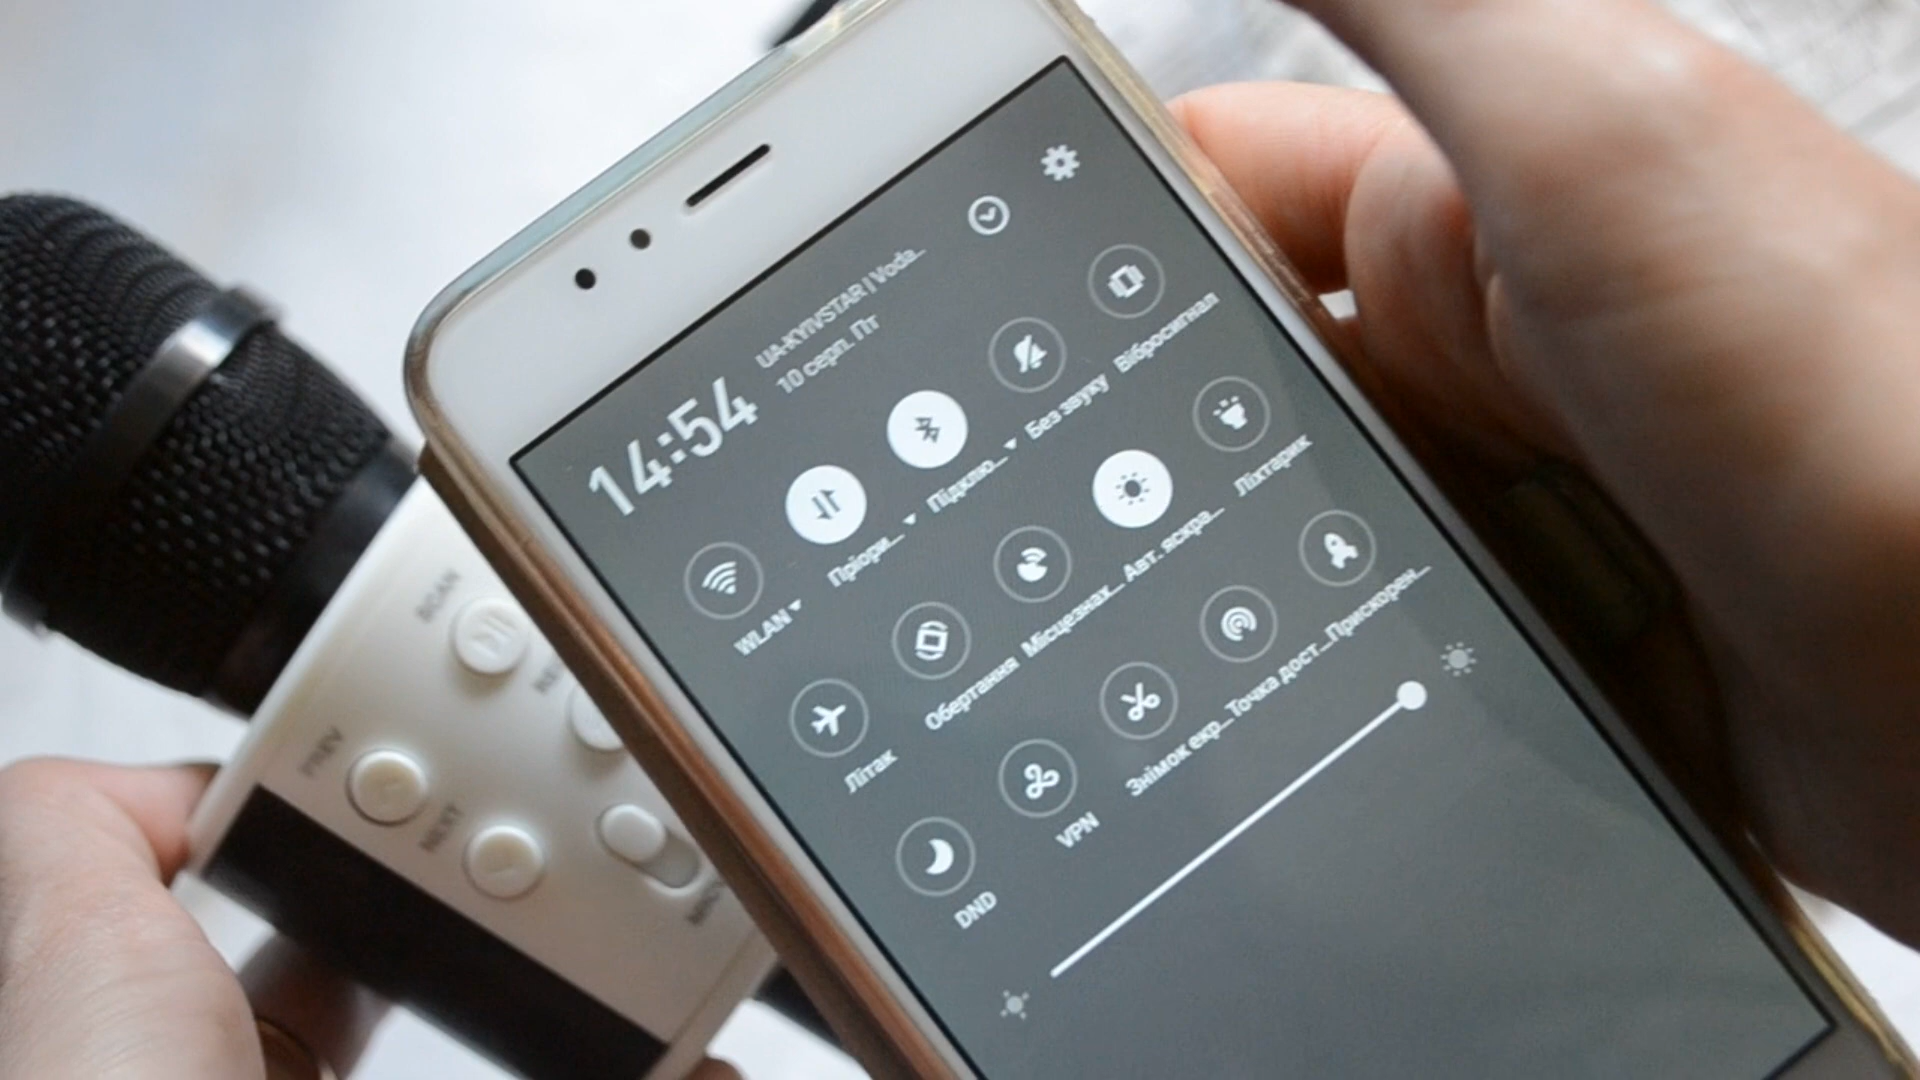 UA-KYIVSTAR | Voda...
14:54 10 серп. Пт
WLAN Пріори... Підклю... Без звуку Вібросигнал
Літак Обертання Місцезнах... Авт. яскра... Ліхтарик
DND VPN Знімок екр... Точка дост... Прискорен...
SCAN
PREV
NEXT